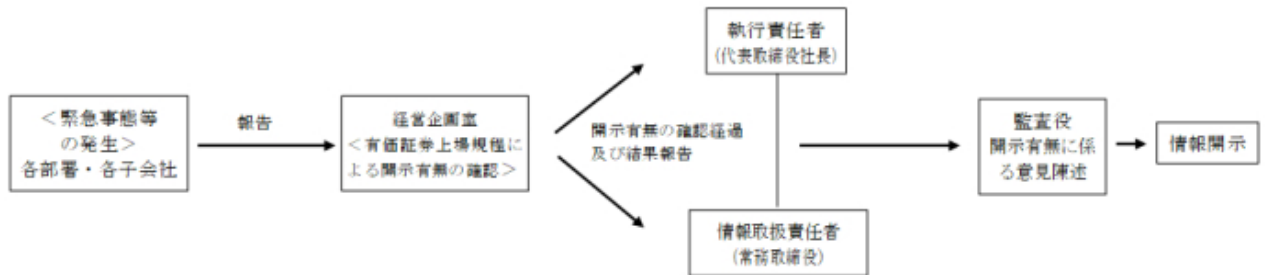 <緊急事態等
の発生>
各部署・各子会社
報告
経営企画室
<有価証券上場規程に
よる開示有無の確認>
開示有無の確認経過
及び結果報告
執行責任者
(代表取締役社長)
情報取扱責任者
(常務取締役)
監査役
開示有無に係
る意見陳述
情報開示